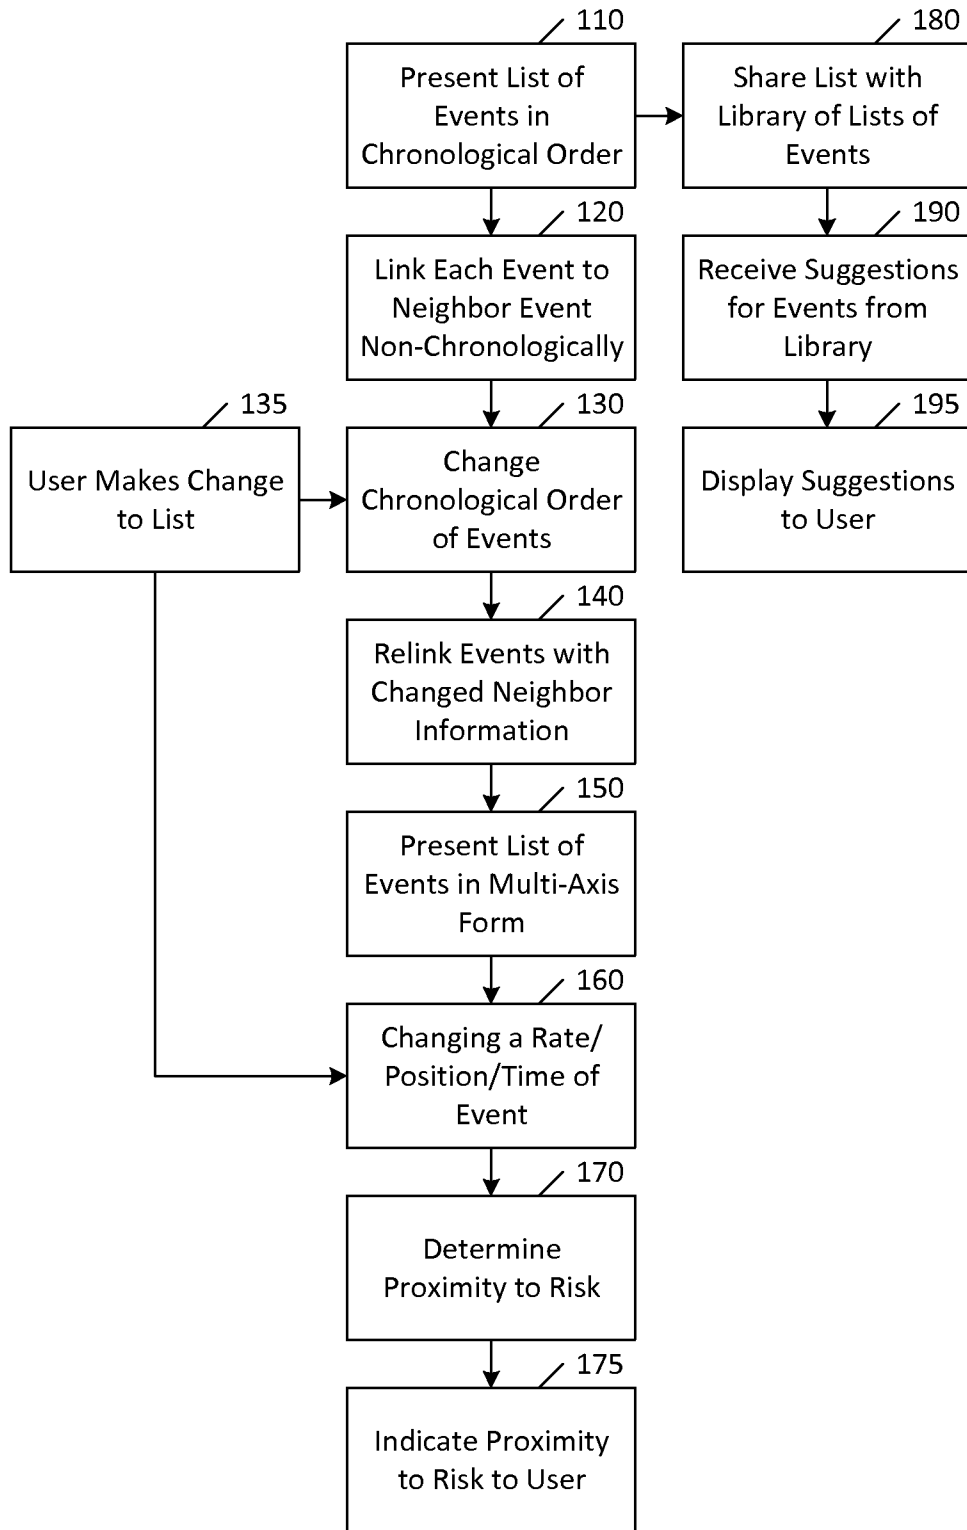 110
Present List of
Events in
Chronological Order
180
Share List with
Library of Lists of
Events
120
Link Each Event to
Neighbor Event
Non-Chronologically
190
Receive Suggestions
for Events from
Library
135
User Makes Change
to List
130
Change
Chronological Order
of Events
195
Display Suggestions
to User
140
Relink Events with
Changed Neighbor
Information
150
Present List of
Events in Multi-Axis
Form
160
Changing a Rate/
Position/Time of
Event
170
Determine
Proximity to Risk
175
Indicate Proximity
to Risk to User